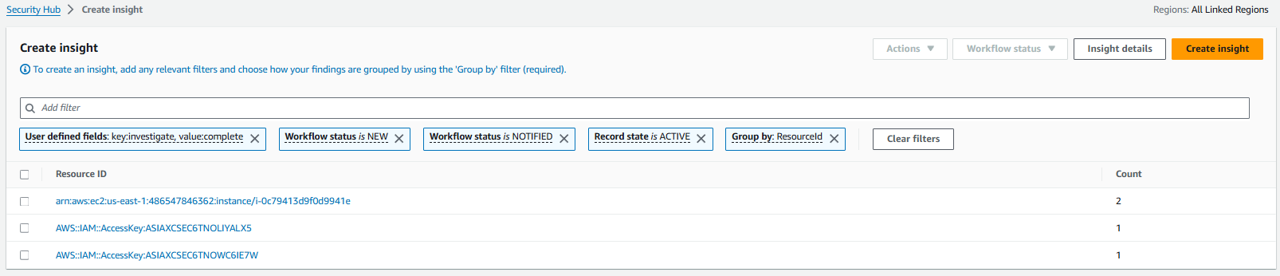 Security Hub > Create insight
Regions: All Linked Regions
Create insight
Actions ▼
Workflow status ▼
Insight details
Create insight
To create an insight, add any relevant filters and choose how your findings are grouped by using the 'Group by' filter (required).
Add filter
User defined fields: key:investigate, value:complete
Workflow status is NEW
Workflow status is NOTIFIED
Record state is ACTIVE
Group by: ResourceId
Clear filters
Resource ID Count
arn:aws:ec2:us-east-1:486547846362:instance/i-0c79413d9f0d9941e 2
AWS::IAM::AccessKey:ASIAXCSEC6TNOLIYALX5 1
AWS::IAM::AccessKey:ASIAXCSEC6TNOWC6IE7W 1